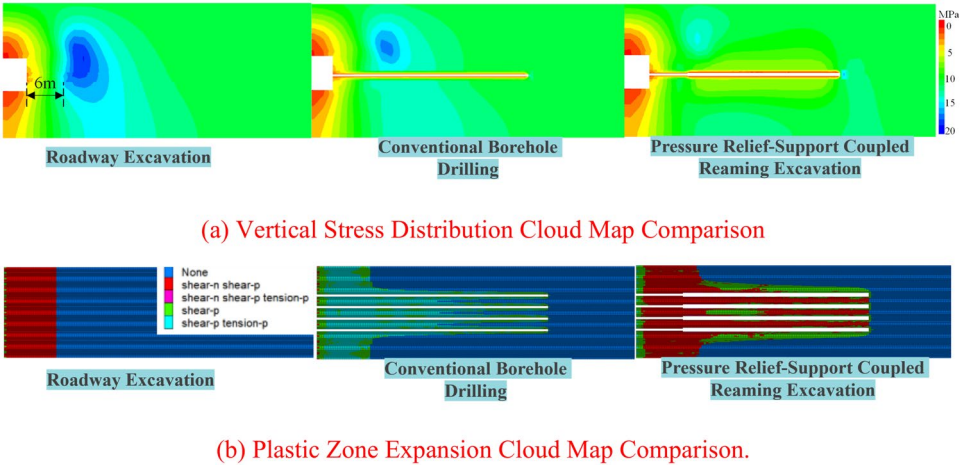 MPa
0
5
10
15
20
6m
Roadway Excavation
Conventional Borehole
Drilling
Pressure Relief-Support Coupled
Reaming Excavation
(a) Vertical Stress Distribution Cloud Map Comparison
None
shear-n shear-p
shear-n shear-p tension-p
shear-p
shear-p tension-p
Roadway Excavation
Conventional Borehole
Drilling
Pressure Relief-Support Coupled
Reaming Excavation
(b) Plastic Zone Expansion Cloud Map Comparison.